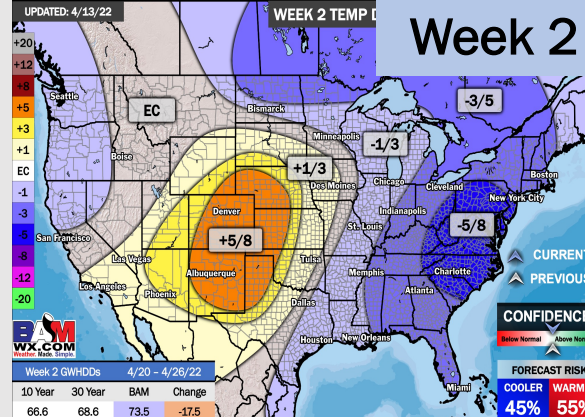 UPDATED: 4/13/22
WEEK 2 TEMP D
Week 2
+20
+12
+8
+5
+3
+1
EC
-1
-3
-5
-8
-12
-20
Seattle
EC
Bismarck
-3/5
Minneapolis
-1/3
Boise
+1/3
Des Moines
Chicago
Cleveland
Boston
New York City
Denver
Indianapolis
-5/8
San Francisco
+5/8
St. Louis
Las Vegas
Albuquerque
Tulsa
Memphis
Charlotte
Los Angeles
Phoenix
Dallas
Atlanta
Houston
New Orleans
Miami
CURRENT
PREVIOUS
CONFIDENCE
Below Normal
Above Nor
BAM
WX.COM
Weather. Made. Simple.
Week 2 GWHDDs
4/20 – 4/26/22
10 Year
30 Year
BAM
Change
66.6
68.6
73.5
-17.5
FORECAST RISK
COOLER
WARM
45%
55%